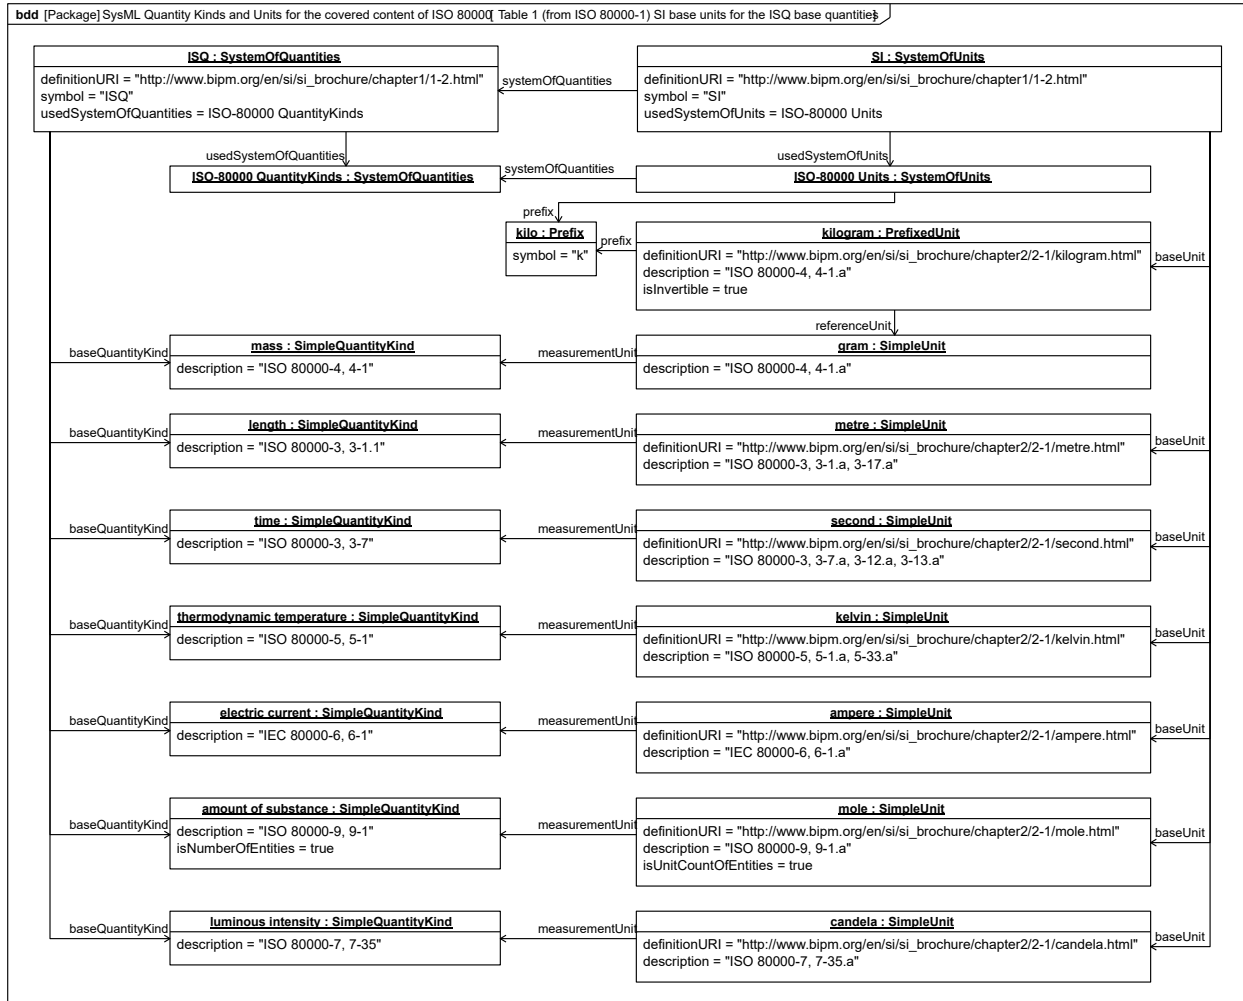 bdd [Package] SysML Quantity Kinds and Units for the covered content of ISO 80000[ Table 1 (from ISO 80000-1) SI base units for the ISQ base quantities]
ISQ : SystemOfQuantities
definitionURI = "http://www.bipm.org/en/si/si_brochure/chapter1/1-2.html"
symbol = "ISQ"
usedSystemOfQuantities = ISO-80000 QuantityKinds
systemOfQuantities
SI : SystemOfUnits
definitionURI = "http://www.bipm.org/en/si/si_brochure/chapter1/1-2.html"
symbol = "SI"
usedSystemOfUnits = ISO-80000 Units
usedSystemOfQuantities
usedSystemOfUnits
ISO-80000 QuantityKinds : SystemOfQuantities
systemOfQuantities
ISO-80000 Units : SystemOfUnits
prefix
kilo : Prefix
symbol = "k"
prefix
kilogram : PrefixedUnit
definitionURI = "http://www.bipm.org/en/si/si_brochure/chapter2/2-1/kilogram.html"
description = "ISO 80000-4, 4-1.a"
isInvertible = true
baseUnit
referenceUnit
baseQuantityKind
mass : SimpleQuantityKind
description = "ISO 80000-4, 4-1"
measurementUnit
gram : SimpleUnit
description = "ISO 80000-4, 4-1.a"
baseQuantityKind
length : SimpleQuantityKind
description = "ISO 80000-3, 3-1.1"
measurementUnit
metre : SimpleUnit
definitionURI = "http://www.bipm.org/en/si/si_brochure/chapter2/2-1/metre.html"
description = "ISO 80000-3, 3-1.a, 3-17.a"
baseUnit
baseQuantityKind
time : SimpleQuantityKind
description = "ISO 80000-3, 3-7"
measurementUnit
second : SimpleUnit
definitionURI = "http://www.bipm.org/en/si/si_brochure/chapter2/2-1/second.html"
description = "ISO 80000-3, 3-7.a, 3-12.a, 3-13.a"
baseUnit
baseQuantityKind
thermodynamic temperature : SimpleQuantityKind
description = "ISO 80000-5, 5-1"
measurementUnit
kelvin : SimpleUnit
definitionURI = "http://www.bipm.org/en/si/si_brochure/chapter2/2-1/kelvin.html"
description = "ISO 80000-5, 5-1.a, 5-33.a"
baseUnit
baseQuantityKind
electric current : SimpleQuantityKind
description = "IEC 80000-6, 6-1"
measurementUnit
ampere : SimpleUnit
definitionURI = "http://www.bipm.org/en/si/si_brochure/chapter2/2-1/ampere.html"
description = "IEC 80000-6, 6-1.a"
baseUnit
baseQuantityKind
amount of substance : SimpleQuantityKind
description = "ISO 80000-9, 9-1"
isNumberOfEntities = true
measurementUnit
mole : SimpleUnit
definitionURI = "http://www.bipm.org/en/si/si_brochure/chapter2/2-1/mole.html"
description = "ISO 80000-9, 9-1.a"
isUnitCountOfEntities = true
baseUnit
baseQuantityKind
luminous intensity : SimpleQuantityKind
description = "ISO 80000-7, 7-35"
measurementUnit
candela : SimpleUnit
definitionURI = "http://www.bipm.org/en/si/si_brochure/chapter2/2-1/candela.html"
description = "ISO 80000-7, 7-35.a"
baseUnit